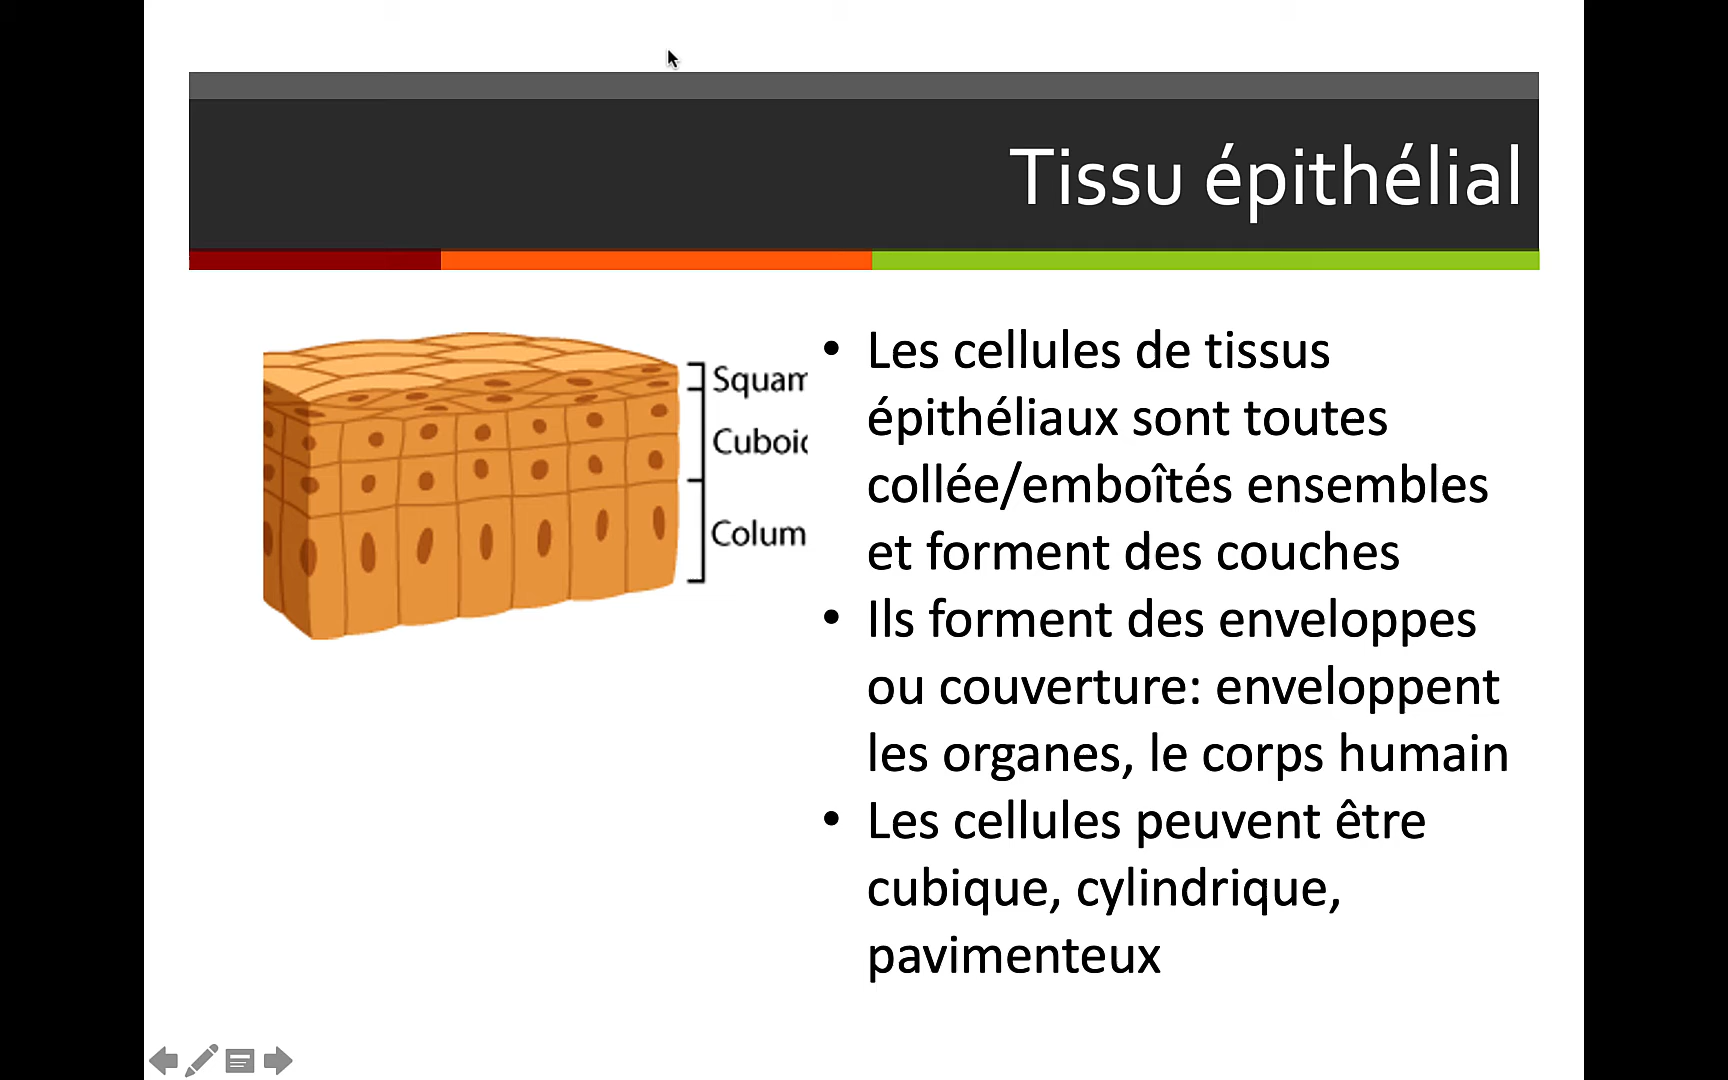 Tissu épithélial
Squam
Cuboid
Colum
• Les cellules de tissus
épithéliaux sont toutes
collée/emboîtés ensembles
et forment des couches
• Ils forment des enveloppes
ou couverture: enveloppent
les organes, le corps humain
• Les cellules peuvent être
cubique, cylindrique,
pavimenteux